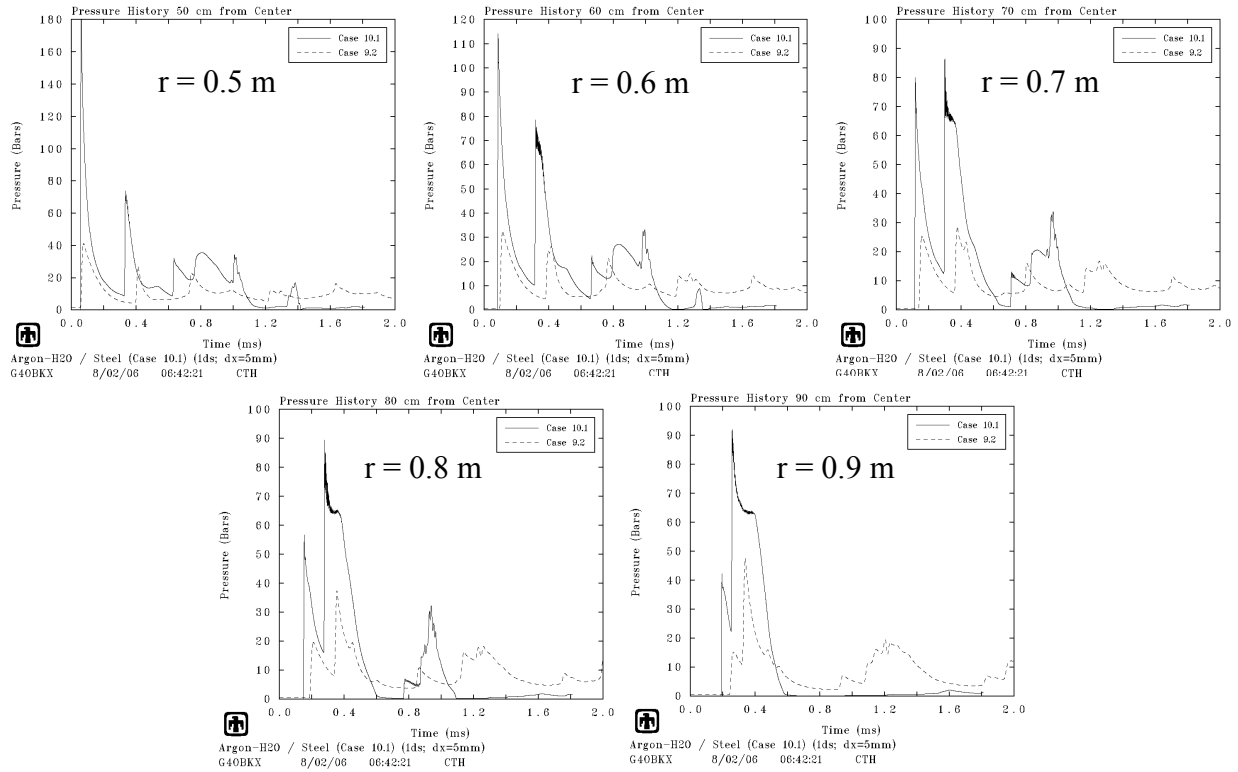 Pressure History 50 cm from Center
180
160
140
120
100
80
60
40
20
0
Pressure (Bars)
Case 10.1
Case 9.2
r = 0.5 m
0.0 0.4 0.8 1.2 1.6 2.0
Time (ms)
Argon-H2O / Steel (Case 10.1) (1ds; dx=5mm)
G4OBKX 8/02/06 06:42:21 CTH
Pressure History 60 cm from Center
120
110
100
90
80
70
60
50
40
30
20
10
0
Pressure (Bars)
Case 10.1
Case 9.2
r = 0.6 m
0.0 0.4 0.8 1.2 1.6 2.0
Time (ms)
Argon-H2O / Steel (Case 10.1) (1ds; dx=5mm)
G4OBKX 8/02/06 06:42:21 CTH
Pressure History 70 cm from Center
100
90
80
70
60
50
40
30
20
10
0
Pressure (Bars)
Case 10.1
Case 9.2
r = 0.7 m
0.0 0.4 0.8 1.2 1.6 2.0
Time (ms)
Argon-H2O / Steel (Case 10.1) (1ds; dx=5mm)
G4OBKX 8/02/06 06:42:21 CTH
Pressure History 80 cm from Center
100
90
80
70
60
50
40
30
20
10
0
Pressure (Bars)
Case 10.1
Case 9.2
r = 0.8 m
0.0 0.4 0.8 1.2 1.6 2.0
Time (ms)
Argon-H2O / Steel (Case 10.1) (1ds; dx=5mm)
G4OBKX 8/02/06 06:42:21 CTH
Pressure History 90 cm from Center
100
90
80
70
60
50
40
30
20
10
0
Pressure (Bars)
Case 10.1
Case 9.2
r = 0.9 m
0.0 0.4 0.8 1.2 1.6 2.0
Time (ms)
Argon-H2O / Steel (Case 10.1) (1ds; dx=5mm)
G4OBKX 8/02/06 06:42:21 CTH